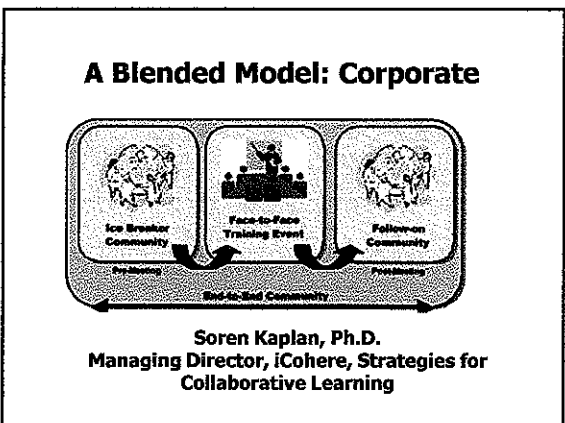 A Blended Model: Corporate
Ice Breaker
Community
Face-to-Face
Training Event
Follow-on
Community
Pre-Meeting
Post-Meeting
End-to-End Community
Soren Kaplan, Ph.D.
Managing Director, iCohere, Strategies for
Collaborative Learning